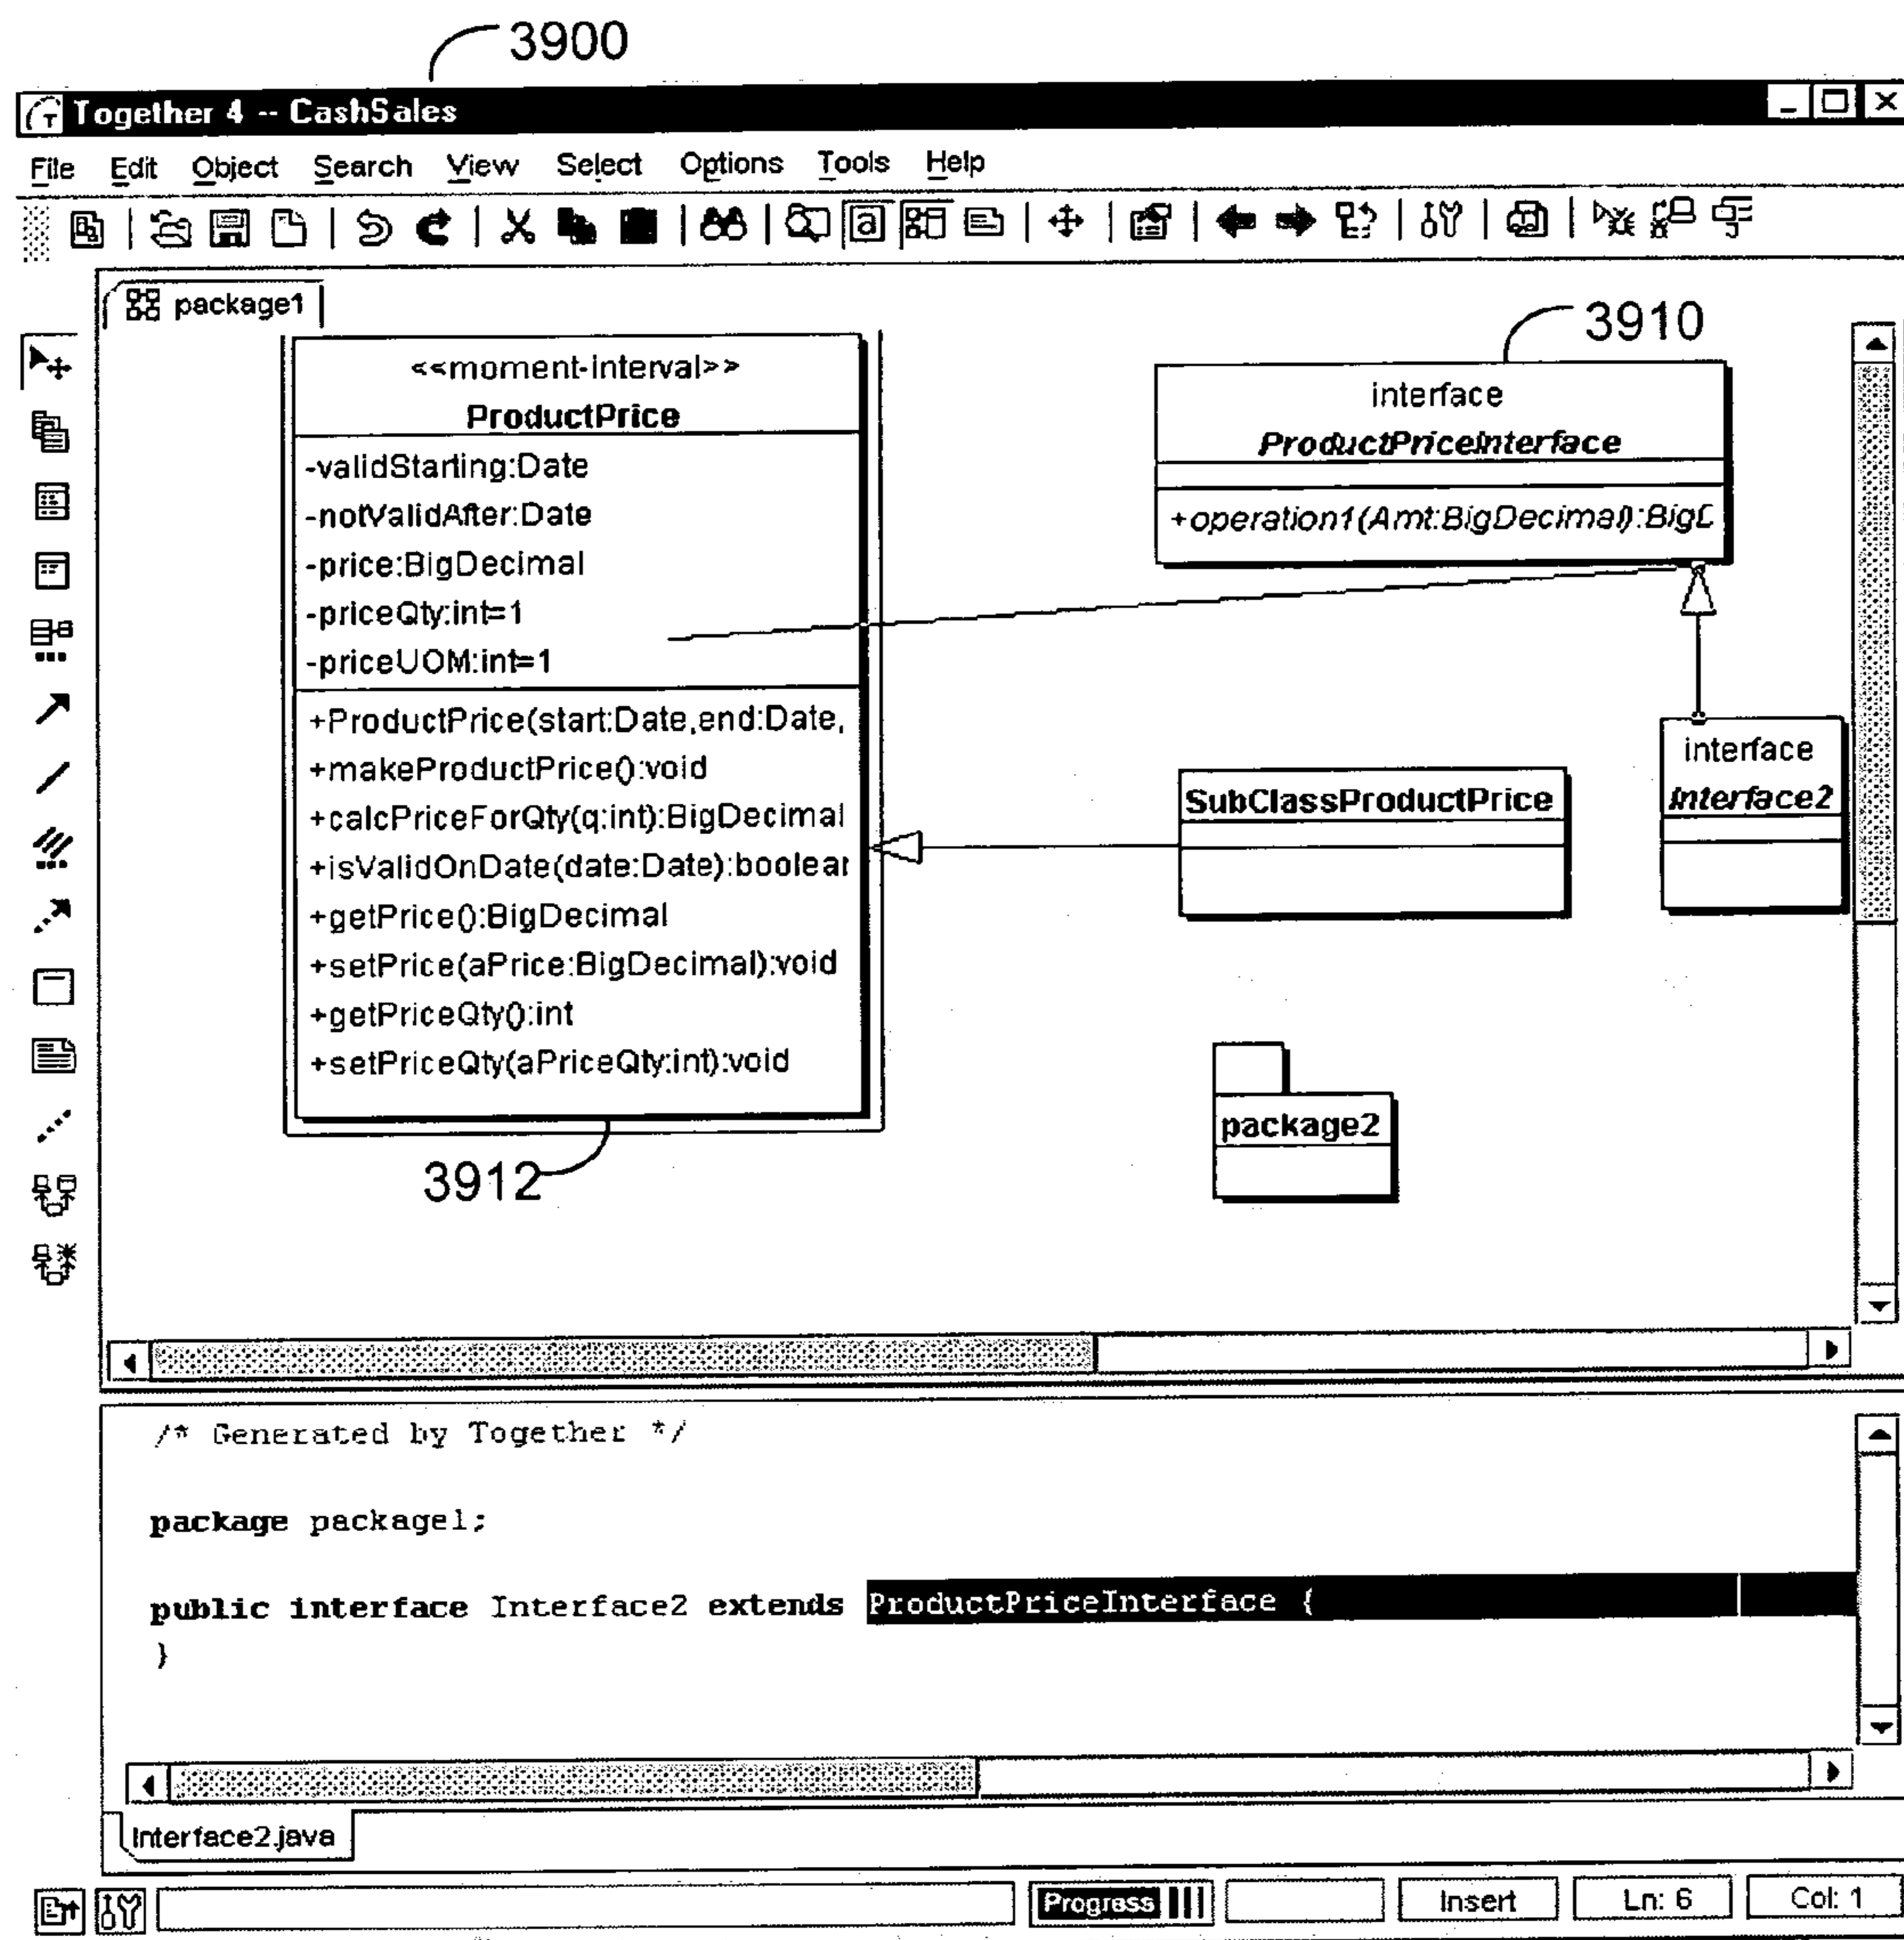 3900
Together 4 -- CashSales
File Edit Object Search View Select Options Tools Help
package1
<<moment-interval>>
ProductPrice
-validStarting:Date
-notValidAfter:Date
-price:BigDecimal
-priceQty:int=1
-priceUOM:int=1
+ProductPrice(start:Date,end:Date,
+makeProductPrice():void
+calcPriceForQty(q:int):BigDecimal
+isValidOnDate(date:Date):boolear
+getPrice():BigDecimal
+setPrice(aPrice:BigDecimal):void
+getPriceQty():int
+setPriceQty(aPriceQty:int):void
3912
3910
interface
ProductPriceInterface
+operation1(Amt:BigDecimal):BigD
interface
Interface2
SubClassProductPrice
package2
/* Generated by Together */
package package1;
public interface Interface2 extends ProductPriceInterface {
}
Interface2.java
Progress
Insert
Ln: 6
Col: 1